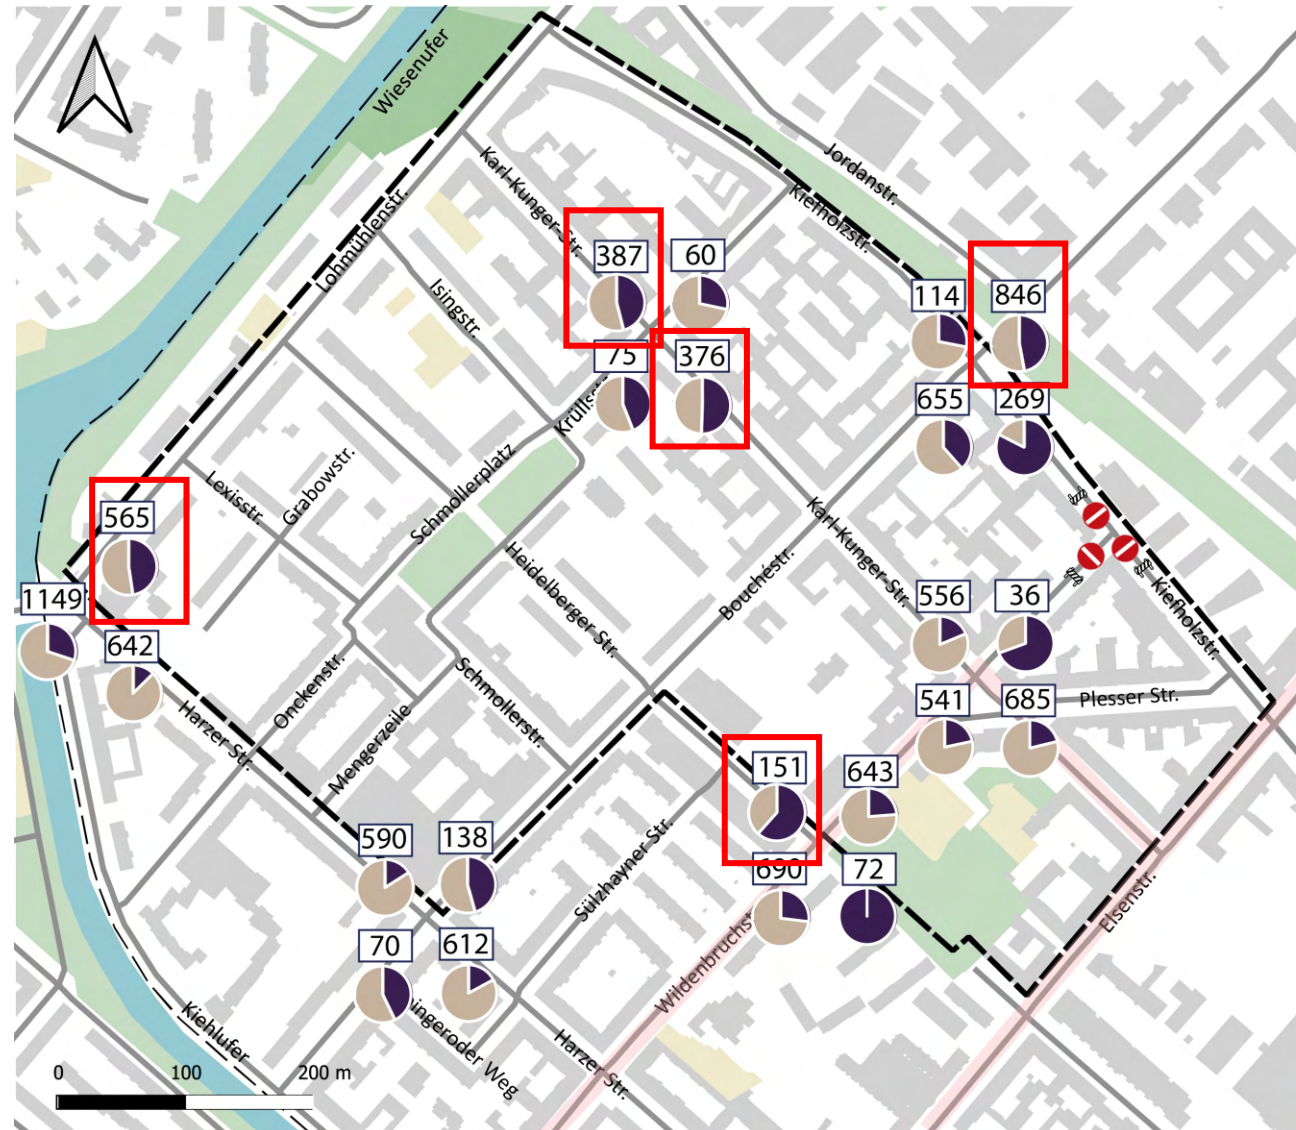 Wiesenufer
Jordanstr.
Karl-Kunger-Str.
Kiefholzstr.
Lohmühlenstr.
387
60
Isingstr.
114
846
75
376
Krüllsstr.
655
269
Schmollerplatz
Grabowstr.
Lexisstr.
565
Karl-Kunger-Str.
Heidelberger Str.
Bouchéstr.
1149
556
36
Kiefholzstr.
642
Onckenstr.
Schmollerstr.
541
685
Plesser Str.
Harzer Str.
Mengerzeile
151
643
590
138
Sülzhayner Str.
690
72
Elsenstr.
70
612
Wildenbruchst
ingeroder Weg
Harzer Str.
Kiehlufer
0 100 200 m